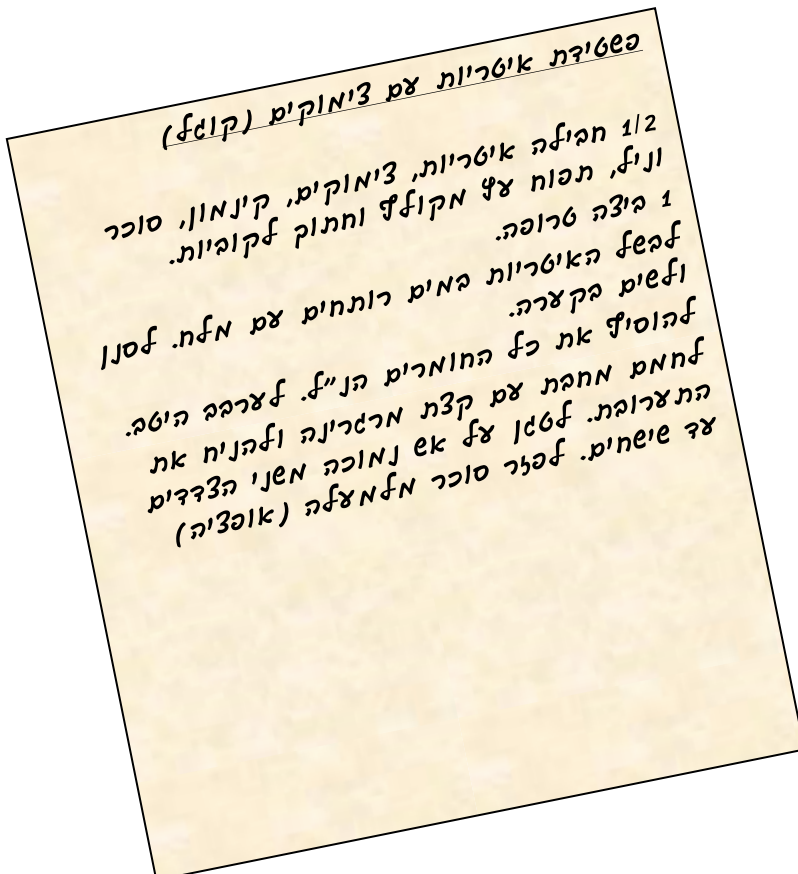 פשטידת איטריות עם צימוקים (קוגל)
1/2 חבילה איטריות, צימוקים, קינמון, סוכר
וניל, תפוח עץ מקולף וחתוך לקוביות.
1 ביצה טרופה.
לבשל האיטריות במים רותחים עם מלח. לסנן
ולשים בקערה.
להוסיף את כל החומרים הנ"ל. לערבב היטב.
לחמם מחבת עם קצת מרגרינה ולהניח את
התערובת. לטגן על אש נמוכה משני הצדדים
עד שישחים. לפזר סוכר מלמעלה (אופציה)